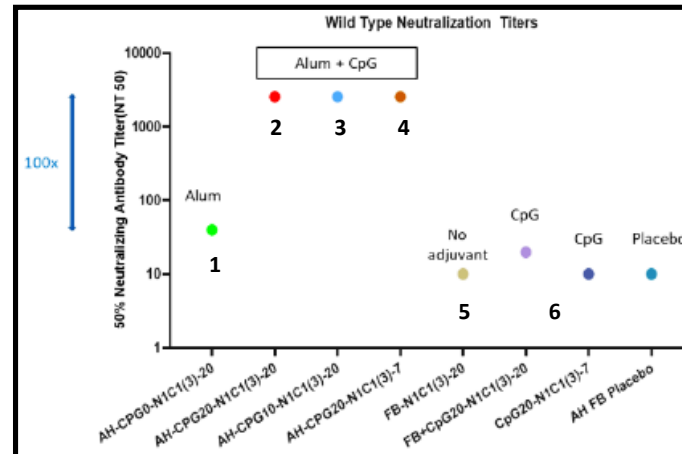 Wild Type Neutralization Titers
50% Neutralizing Antibody Titer(NT 50)
10000
1000
100
10
1
100x
Alum + CpG
2
3
4
Alum
1
No
adjuvant
CpG
CpG
Placebo
5
6
AH-CPG0-N1C1(3)-20
AH-CPG20-N1C1(3)-20
AH-CPG10-N1C1(3)-20
AH-CPG20-N1C1(3)-7
FB-N1C1(3)-20
FB+CpG20-N1C1(3)-20
CpG20-N1C1(3)-7
AH FB Placebo